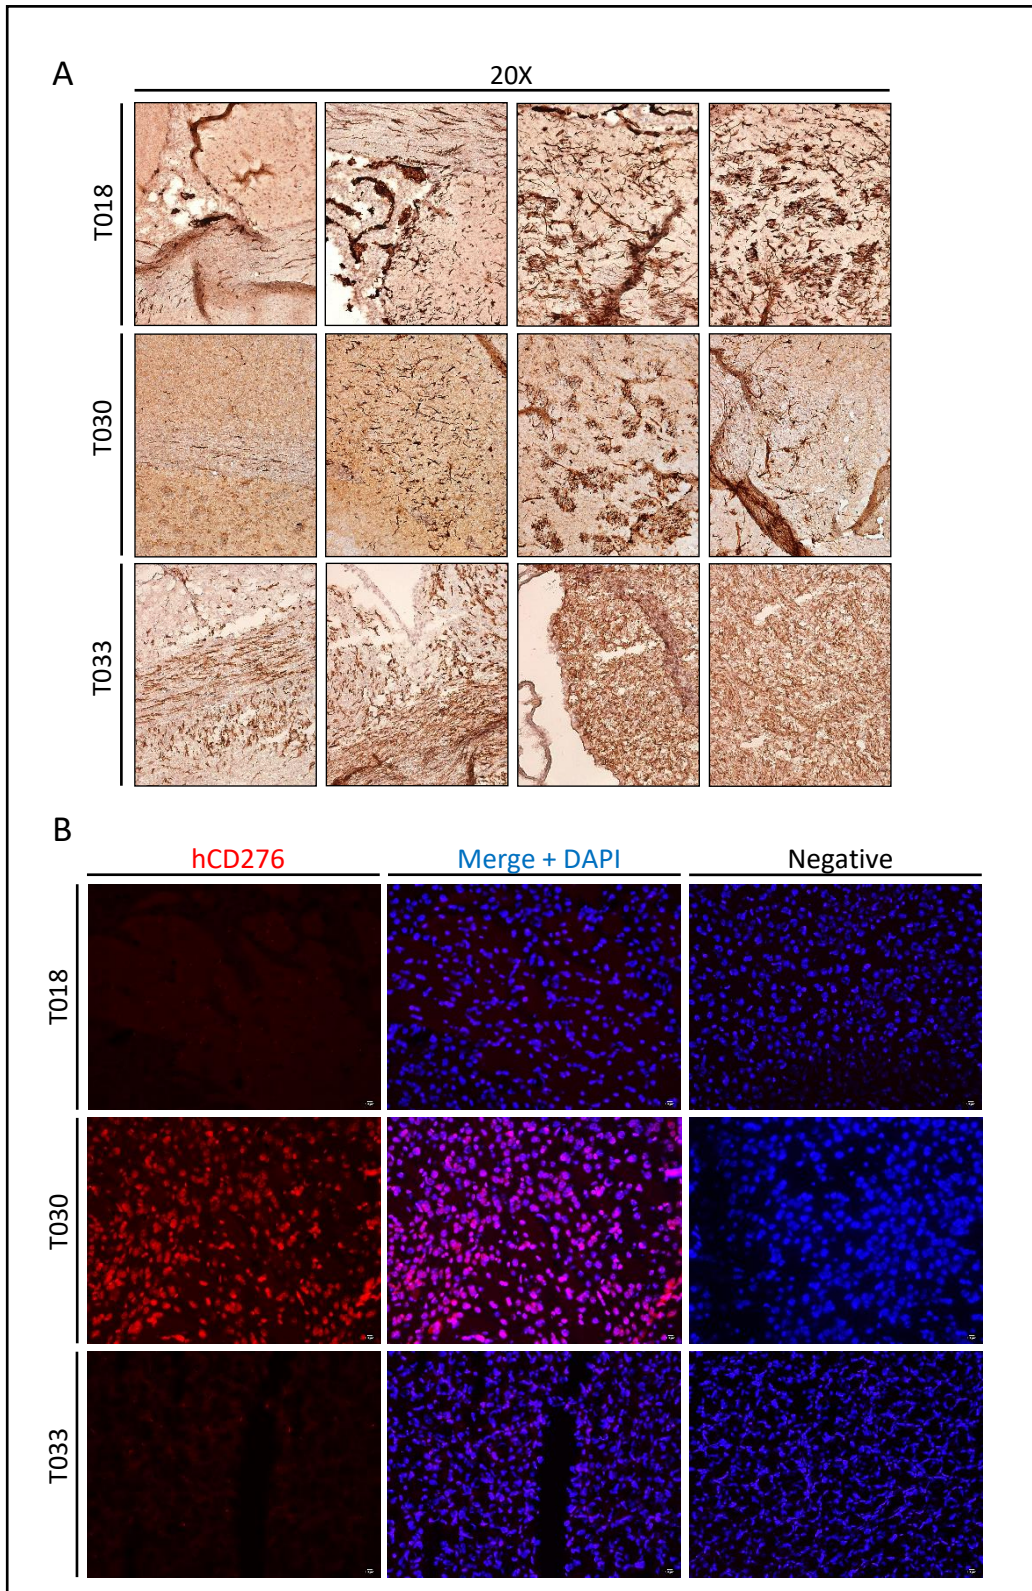 A
20X
T018
T030
T033
B
hCD276
Merge + DAPI
Negative
T018
T030
T033